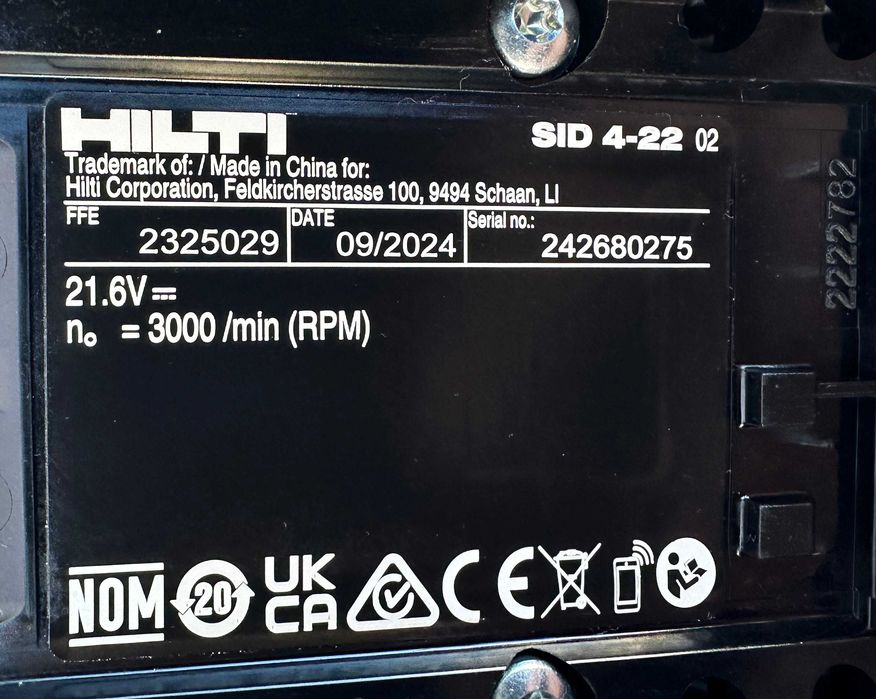 HILTI
SID 4-22 02
Trademark of: / Made in China for:
Hilti Corporation, Feldkircherstrasse 100, 9494 Schaan, LI
FFE 2325029 DATE 09/2024 Serial no.: 242680275
21.6V⎓
n₀ = 3000 /min (RPM)
NOM 20 UK CA CE
2222782